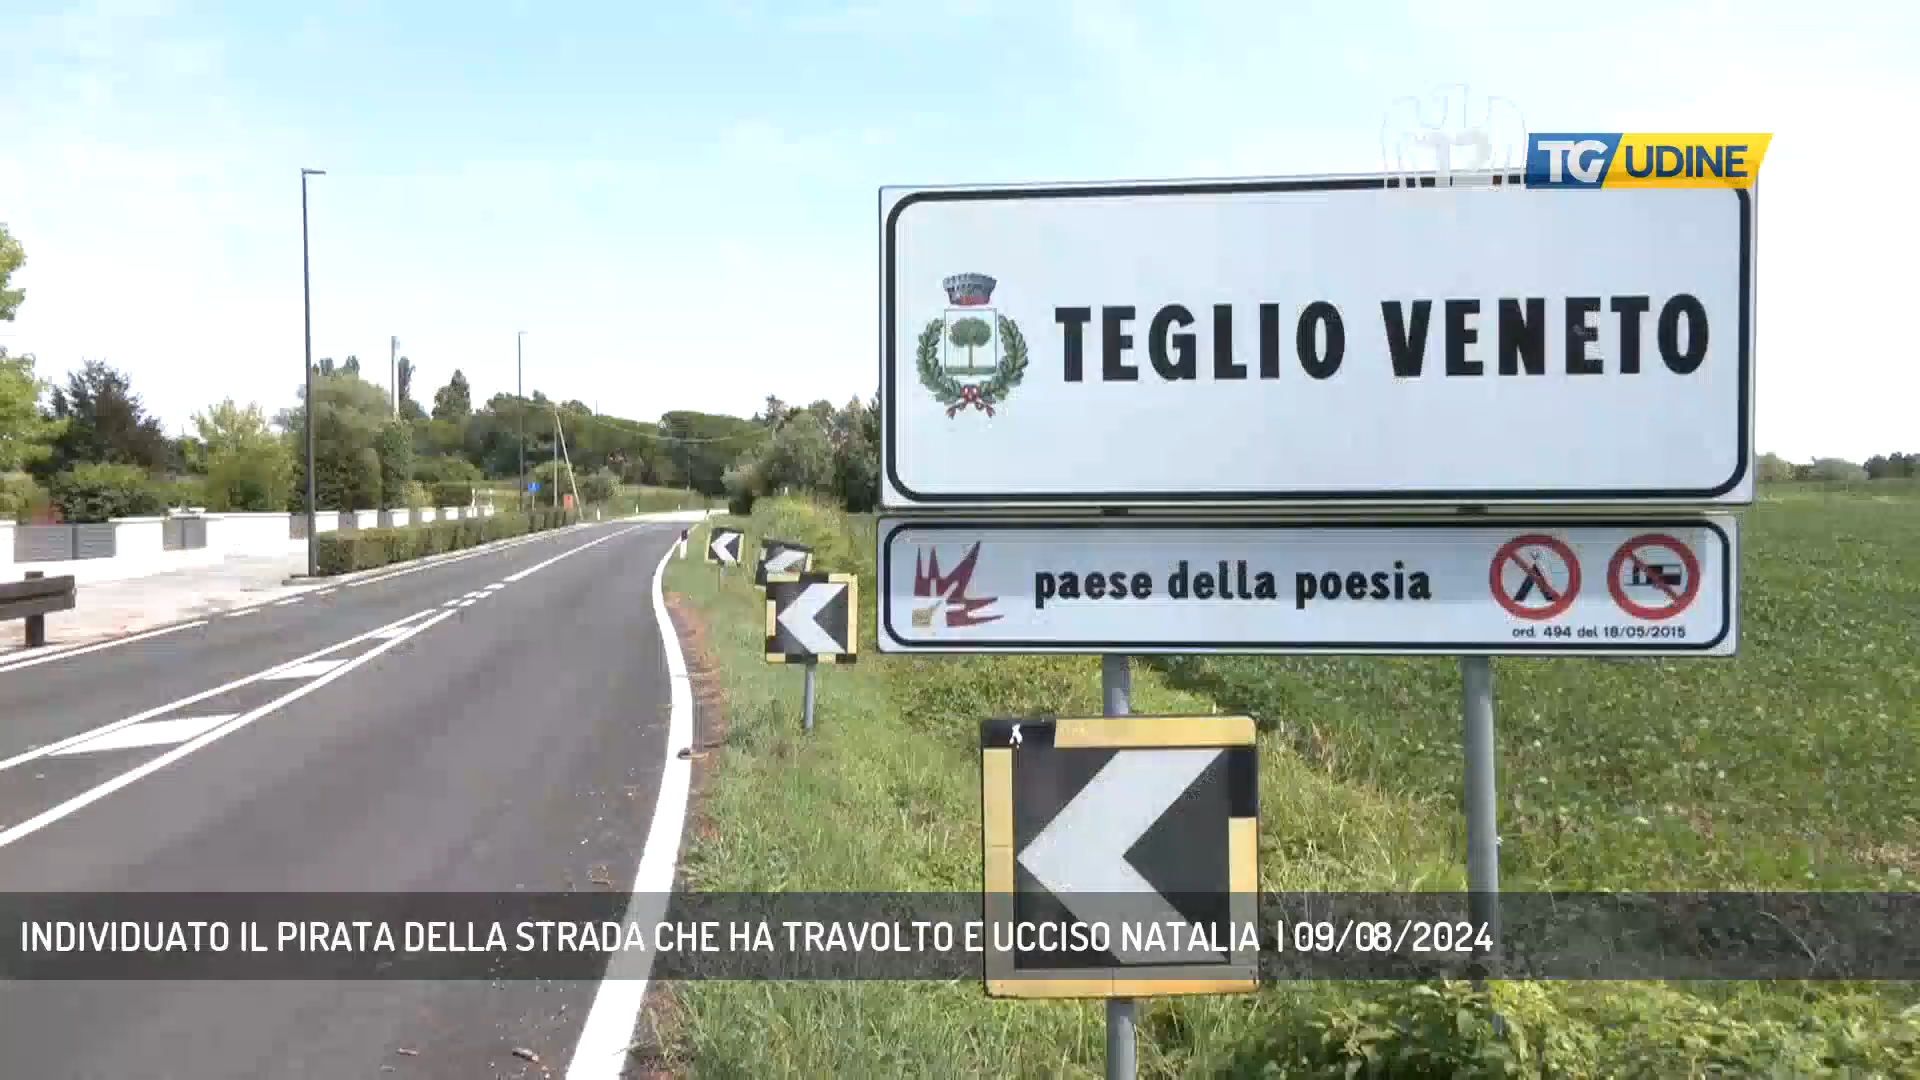 TG UDINE
TEGLIO VENETO
paese della poesia
ord. 494 del 18/05/2015
INDIVIDUATO IL PIRATA DELLA STRADA CHE HA TRAVOLTO E UCCISO NATALIA | 09/08/2024